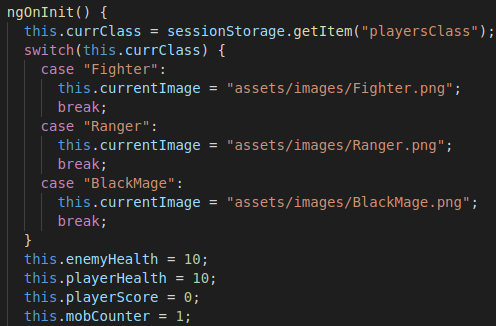 ngOnInit() {
  this.currClass = sessionStorage.getItem("playersClass");
  switch(this.currClass) {
    case "Fighter":
      this.currentImage = "assets/images/Fighter.png";
      break;
    case "Ranger":
      this.currentImage = "assets/images/Ranger.png";
      break;
    case "BlackMage":
      this.currentImage = "assets/images/BlackMage.png";
      break;
  }
  this.enemyHealth = 10;
  this.playerHealth = 10;
  this.playerScore = 0;
  this.mobCounter = 1;